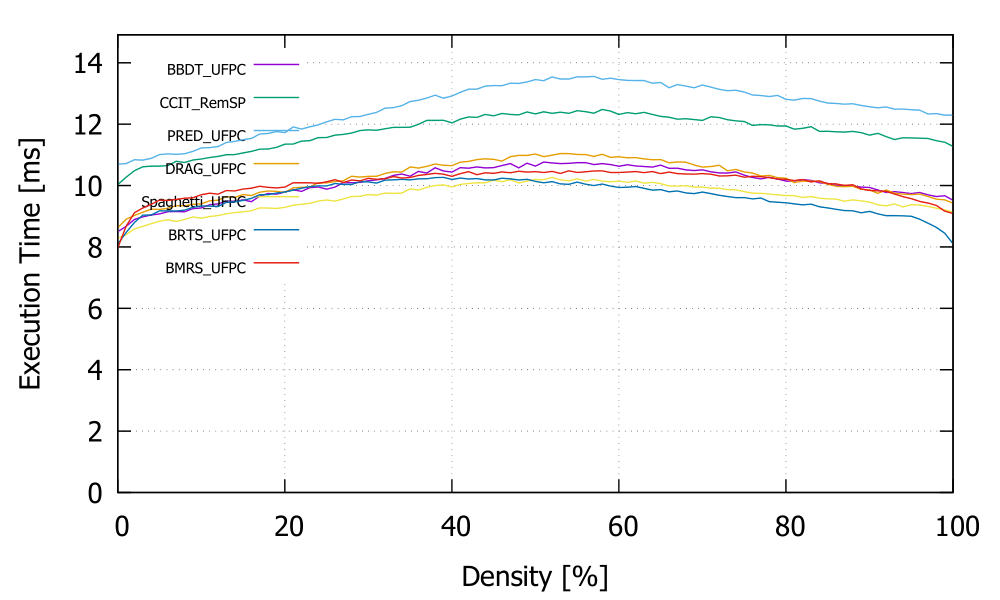 14
12
10
8
6
4
2
0
Execution Time [ms]
BBDT_UFPC
CCIT_RemSP
PRED_UFPC
DRAG_UFPC
Spaghetti_UFPC
BRTS_UFPC
BMRS_UFPC
0 20 40 60 80 100
Density [%]